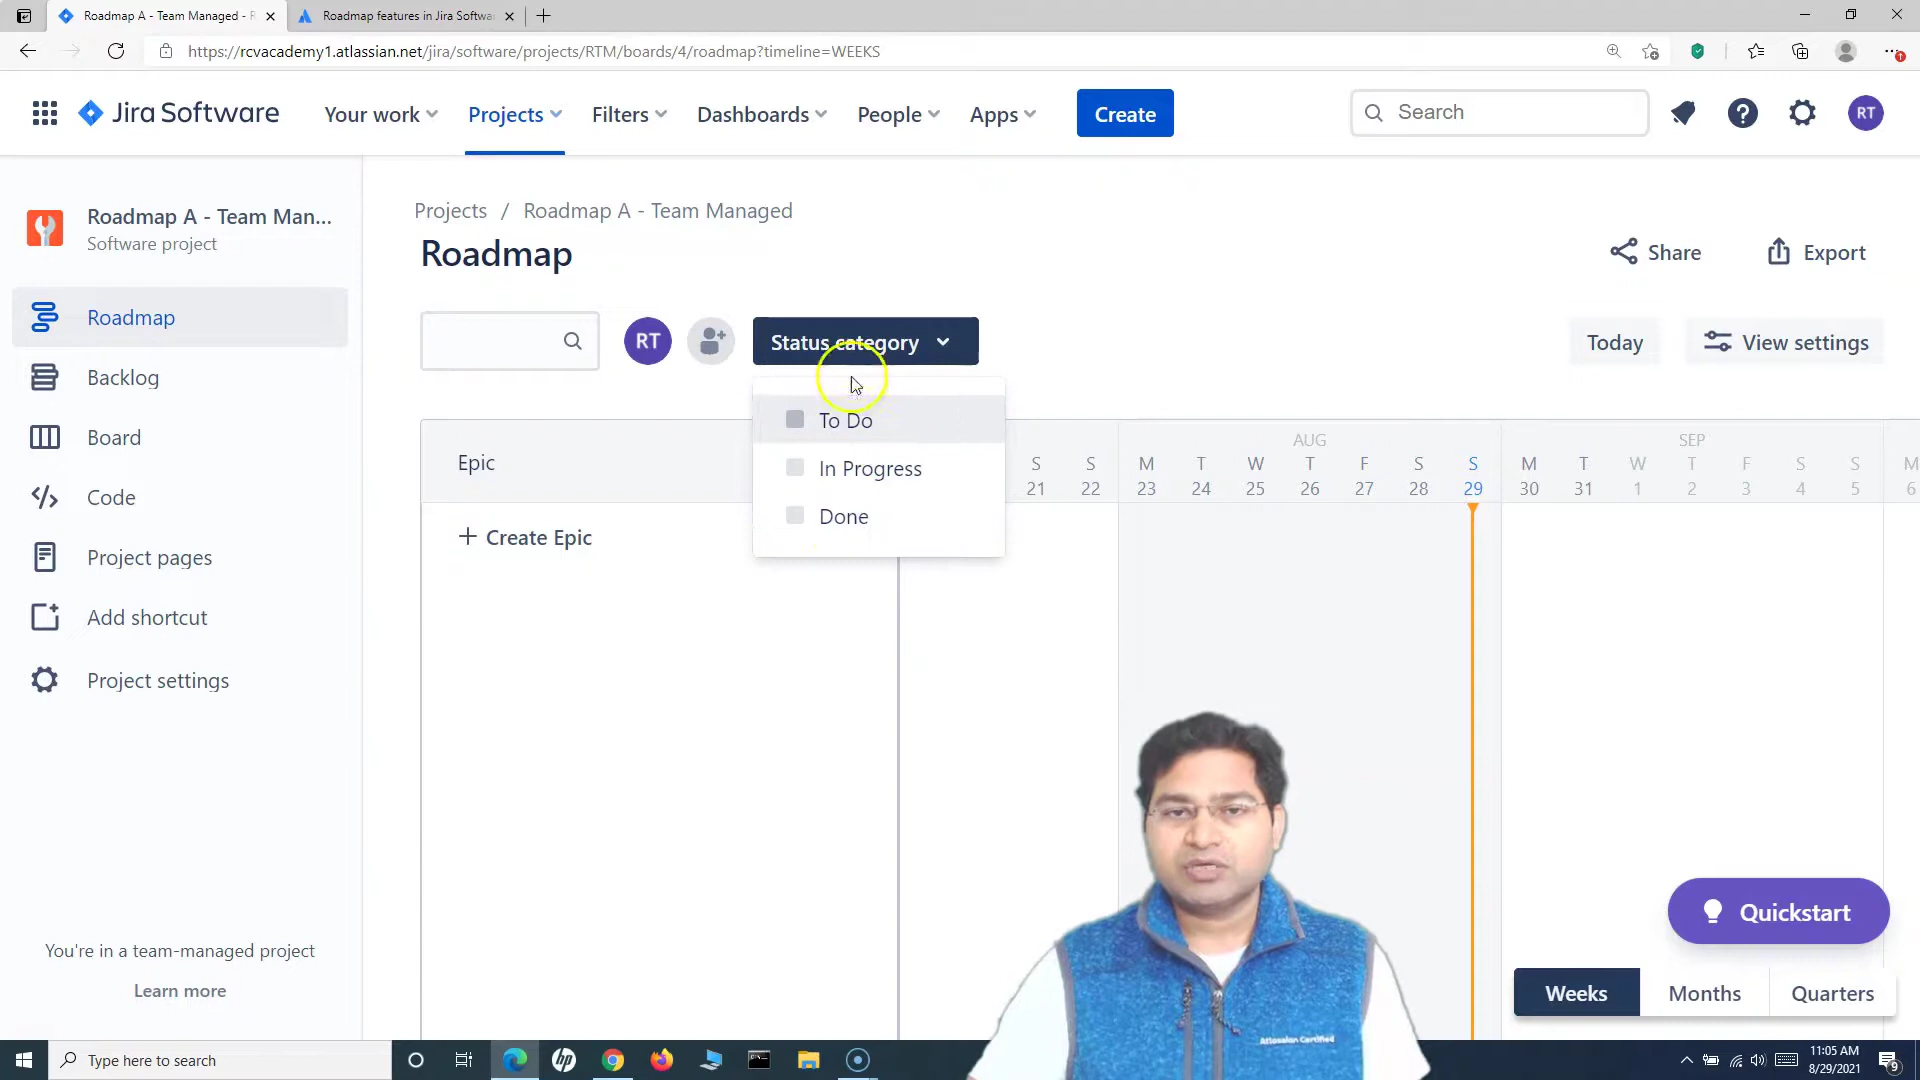 Roadmap A - Team Managed - R
Roadmap features in Jira Softwa
https://rcvacademy1.atlassian.net/jira/software/projects/RTM/boards/4/roadmap?timeline=WEEKS
Jira Software
Your work
Projects
Filters
Dashboards
People
Apps
Create
Search
RT
Roadmap A - Team Man...
Software project
Projects / Roadmap A - Team Managed
Roadmap
Share
Export
RT
Status category
Today
View settings
Roadmap
Backlog
Board
Code
Project pages
Add shortcut
Project settings
To Do
In Progress
Done
Epic
+ Create Epic
AUG
SEP
S S M T W T F S S M T W T F S S M
21 22 23 24 25 26 27 28 29 30 31 1 2 3 4 5 6
Quickstart
You're in a team-managed project
Learn more
Weeks
Months
Quarters
Atlassian Certified
Type here to search
hp
11:05 AM
8/29/2021
9